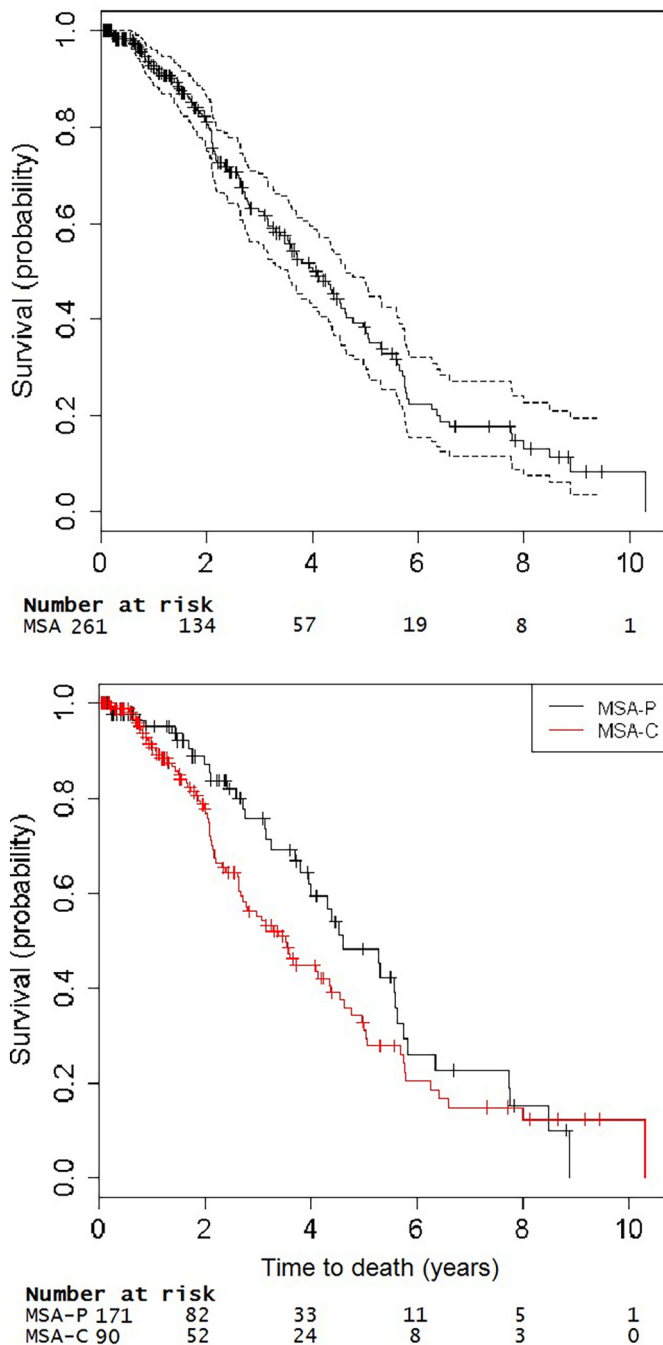 Survival (probability)
1.0
0.8
0.6
0.4
0.2
0.0
0 2 4 6 8 10
Number at risk
MSA 261 134 57 19 8 1
Survival (probability)
1.0
0.8
0.6
0.4
0.2
0.0
MSA-P
MSA-C
0 2 4 6 8 10
Time to death (years)
Number at risk
MSA-P 171 82 33 11 5 1
MSA-C 90 52 24 8 3 0